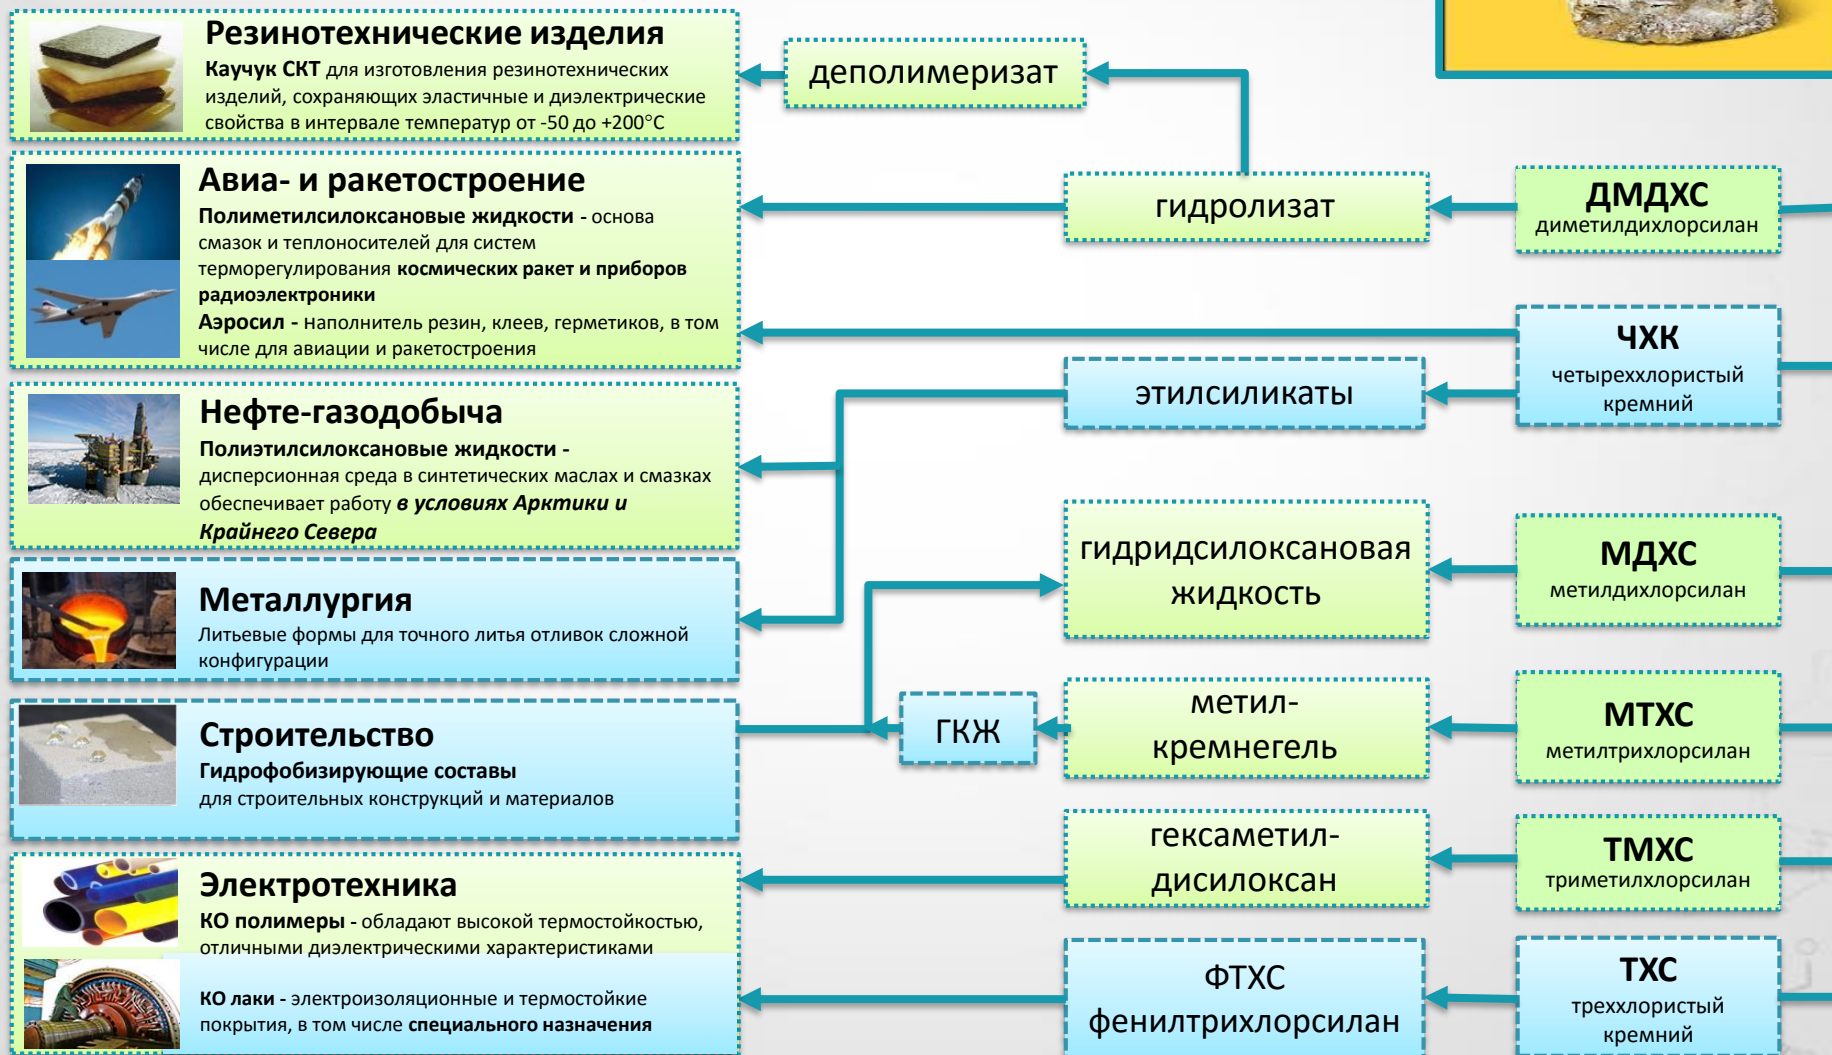 Резинотехнические изделия
Каучук СКТ для изготовления резинотехнических
изделий, сохраняющих эластичные и диэлектрические
свойства в интервале температур от -50 до +200°С
Авиа- и ракетостроение
Полиметилсилоксановые жидкости - основа
смазок и теплоносителей для систем
терморегулирования космических ракет и приборов
радиоэлектроники
Аэросил - наполнитель резин, клеев, герметиков, в том
числе для авиации и ракетостроения
Нефте-газодобыча
Полиэтилсилоксановые жидкости -
дисперсионная среда в синтетических маслах и смазках
обеспечивает работу в условиях Арктики и
Крайнего Севера
Металлургия
Литьевые формы для точного литья отливок сложной
конфигурации
Строительство
Гидрофобизирующие составы
для строительных конструкций и материалов
Электротехника
КО полимеры - обладают высокой термостойкостью,
отличными диэлектрическими характеристиками
КО лаки - электроизоляционные и термостойкие
покрытия, в том числе специального назначения
деполимеризат
гидролизат
этилсиликаты
гидридсилоксановая
жидкость
ГКЖ
метил-
кремнегель
гексаметил-
дисилоксан
ФТХС
фенилтрихлорсилан
ДМДХС
диметилдихлорсилан
ЧХК
четыреххлористый
кремний
МДХС
метилдихлорсилан
МТХС
метилтрихлорсилан
ТМХС
триметилхлорсилан
ТХС
треххлористый
кремний